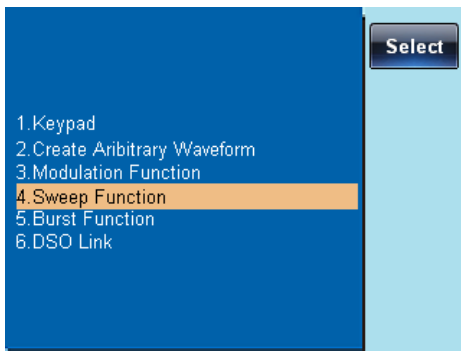 Select
1.Keypad
2.Create Aribitrary Waveform
3.Modulation Function
4.Sweep Function
5.Burst Function
6.DSO Link